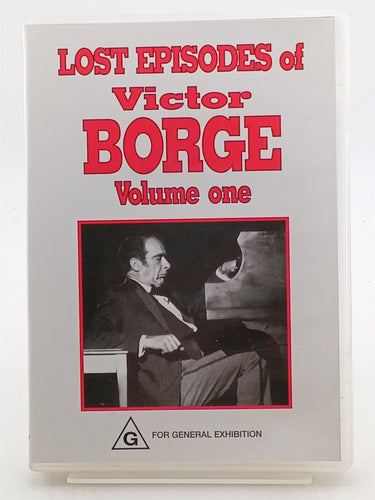 LOST EPISODES of
Victor
BORGE
Volume one
G FOR GENERAL EXHIBITION